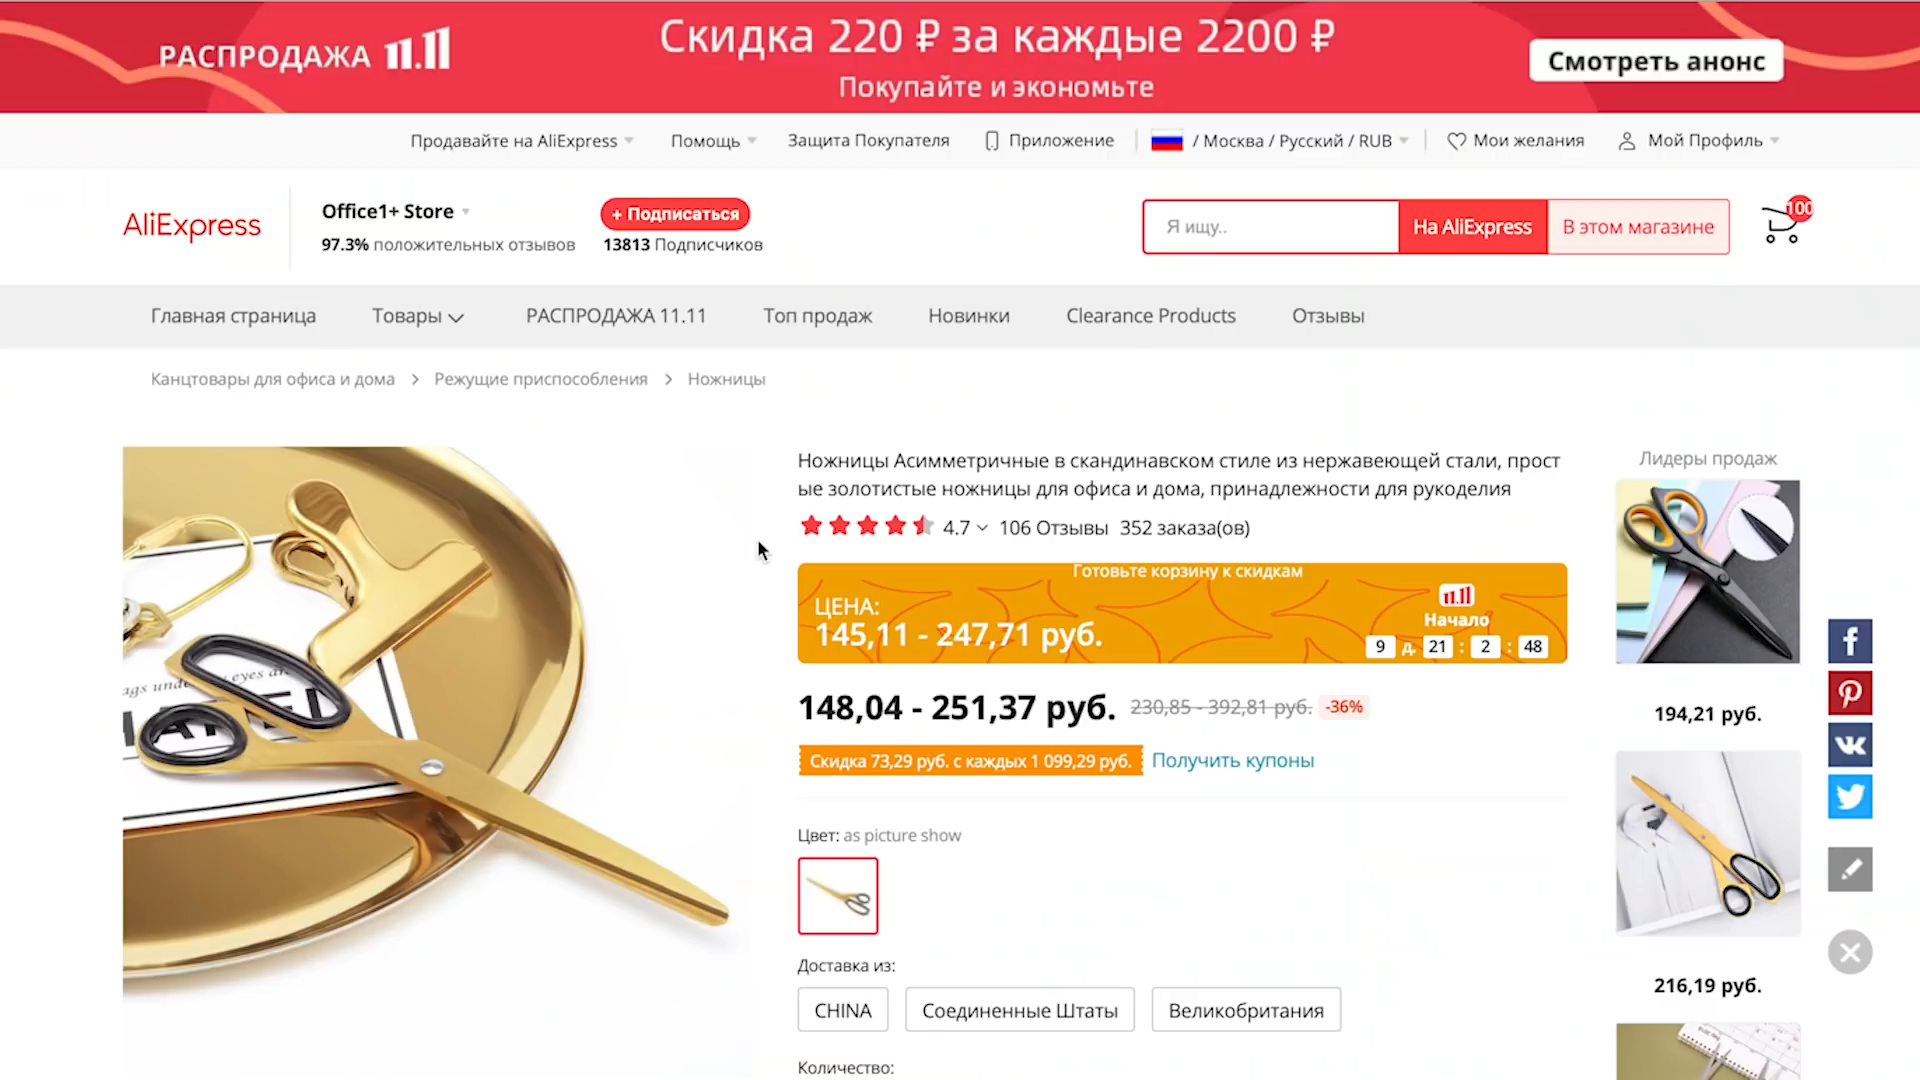 РАСПРОДАЖА 11.11
Скидка 220 ₽ за каждые 2200 ₽
Покупайте и экономьте
Смотреть анонс
Продавайте на AliExpress
Помощь
Защита Покупателя
Приложение
/ Москва / Русский / RUB
Мои желания
Мой Профиль
AliExpress
Office1+ Store
97.3% положительных отзывов
+ Подписаться
13813 Подписчиков
Я ищу..
На AliExpress
В этом магазине
100
Главная страница
Товары
РАСПРОДАЖА 11.11
Топ продаж
Новинки
Clearance Products
Отзывы
Канцтовары для офиса и дома > Режущие приспособления > Ножницы
Ножницы Асимметричные в скандинавском стиле из нержавеющей стали, прост
ые золотистые ножницы для офиса и дома, принадлежности для рукоделия
4.7
106 Отзывы
352 заказа(ов)
Готовьте корзину к скидкам
ЦЕНА:
145,11 - 247,71 руб.
11.11
Начало
9 д. 21 : 2 : 48
148,04 - 251,37 руб.
230,85 - 392,81 руб.
-36%
Скидка 73,29 руб. с каждых 1 099,29 руб.
Получить купоны
Цвет: as picture show
Доставка из:
CHINA
Соединенные Штаты
Великобритания
Количество:
Лидеры продаж
194,21 руб.
216,19 руб.